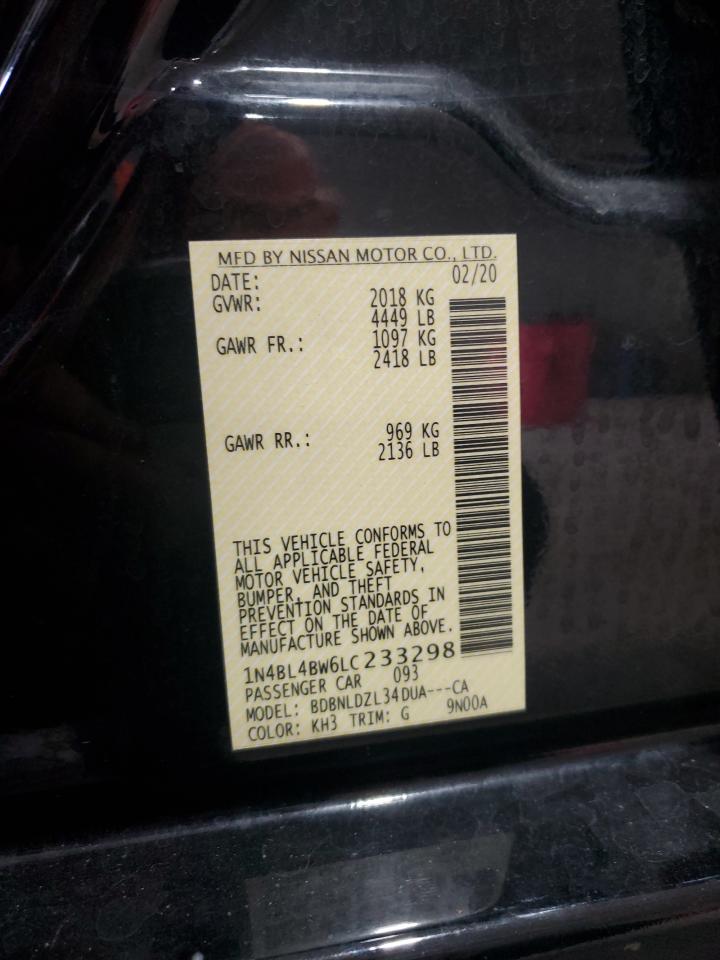 MFD BY NISSAN MOTOR CO., LTD.
DATE: 02/20
GVWR: 2018 KG
4449 LB
GAWR FR.: 1097 KG
2418 LB
GAWR RR.: 969 KG
2136 LB
THIS VEHICLE CONFORMS TO
ALL APPLICABLE FEDERAL
MOTOR VEHICLE SAFETY,
BUMPER, AND THEFT
PREVENTION STANDARDS IN
EFFECT ON THE DATE OF
MANUFACTURE SHOWN ABOVE.
1N4BL4BW6LC233298
PASSENGER CAR 093
MODEL: BDBNLDZL34DUA---CA
COLOR: KH3 TRIM: G 9N00A